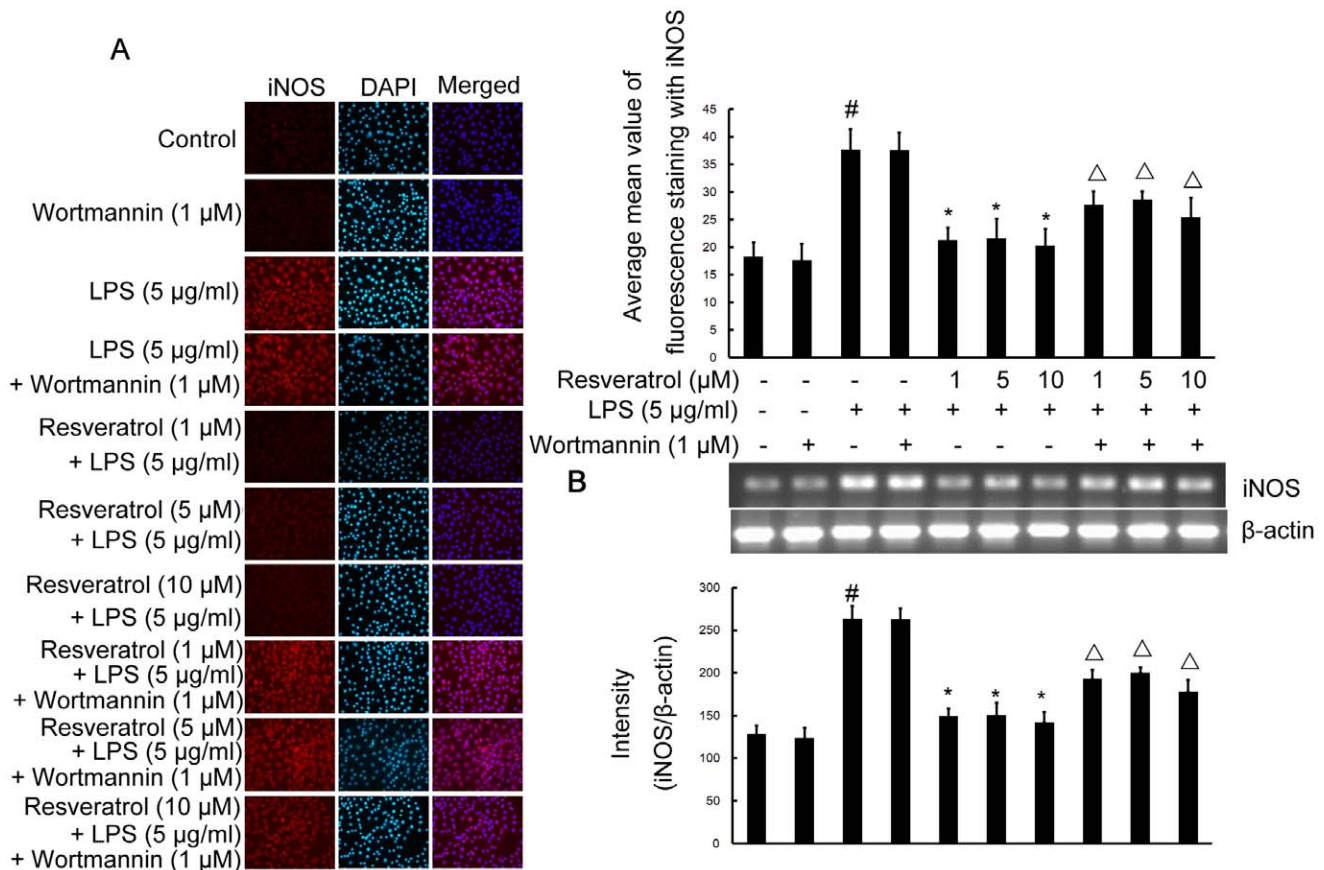 A
iNOS DAPI Merged
Control
Wortmannin (1 μM)
LPS (5 μg/ml)
LPS (5 μg/ml)
+ Wortmannin (1 μM)
Resveratrol (1 μM)
+ LPS (5 μg/ml)
Resveratrol (5 μM)
+ LPS (5 μg/ml)
Resveratrol (10 μM)
+ LPS (5 μg/ml)
Resveratrol (1 μM)
+ LPS (5 μg/ml)
+ Wortmannin (1 μM)
Resveratrol (5 μM)
+ LPS (5 μg/ml)
+ Wortmannin (1 μM)
Resveratrol (10 μM)
+ LPS (5 μg/ml)
+ Wortmannin (1 μM)
Average mean value of
fluorescence staining with iNOS
45
40
35
30
25
20
15
10
5
0
# * * * △ △ △
Resveratrol (μM) - - - - 1 5 10 1 5 10
LPS (5 μg/ml) - - + + + + + + + +
Wortmannin (1 μM) - + - + - - - + + +
B
iNOS
β-actin
Intensity
(iNOS/β-actin)
300
250
200
150
100
50
0
# * * * △ △ △